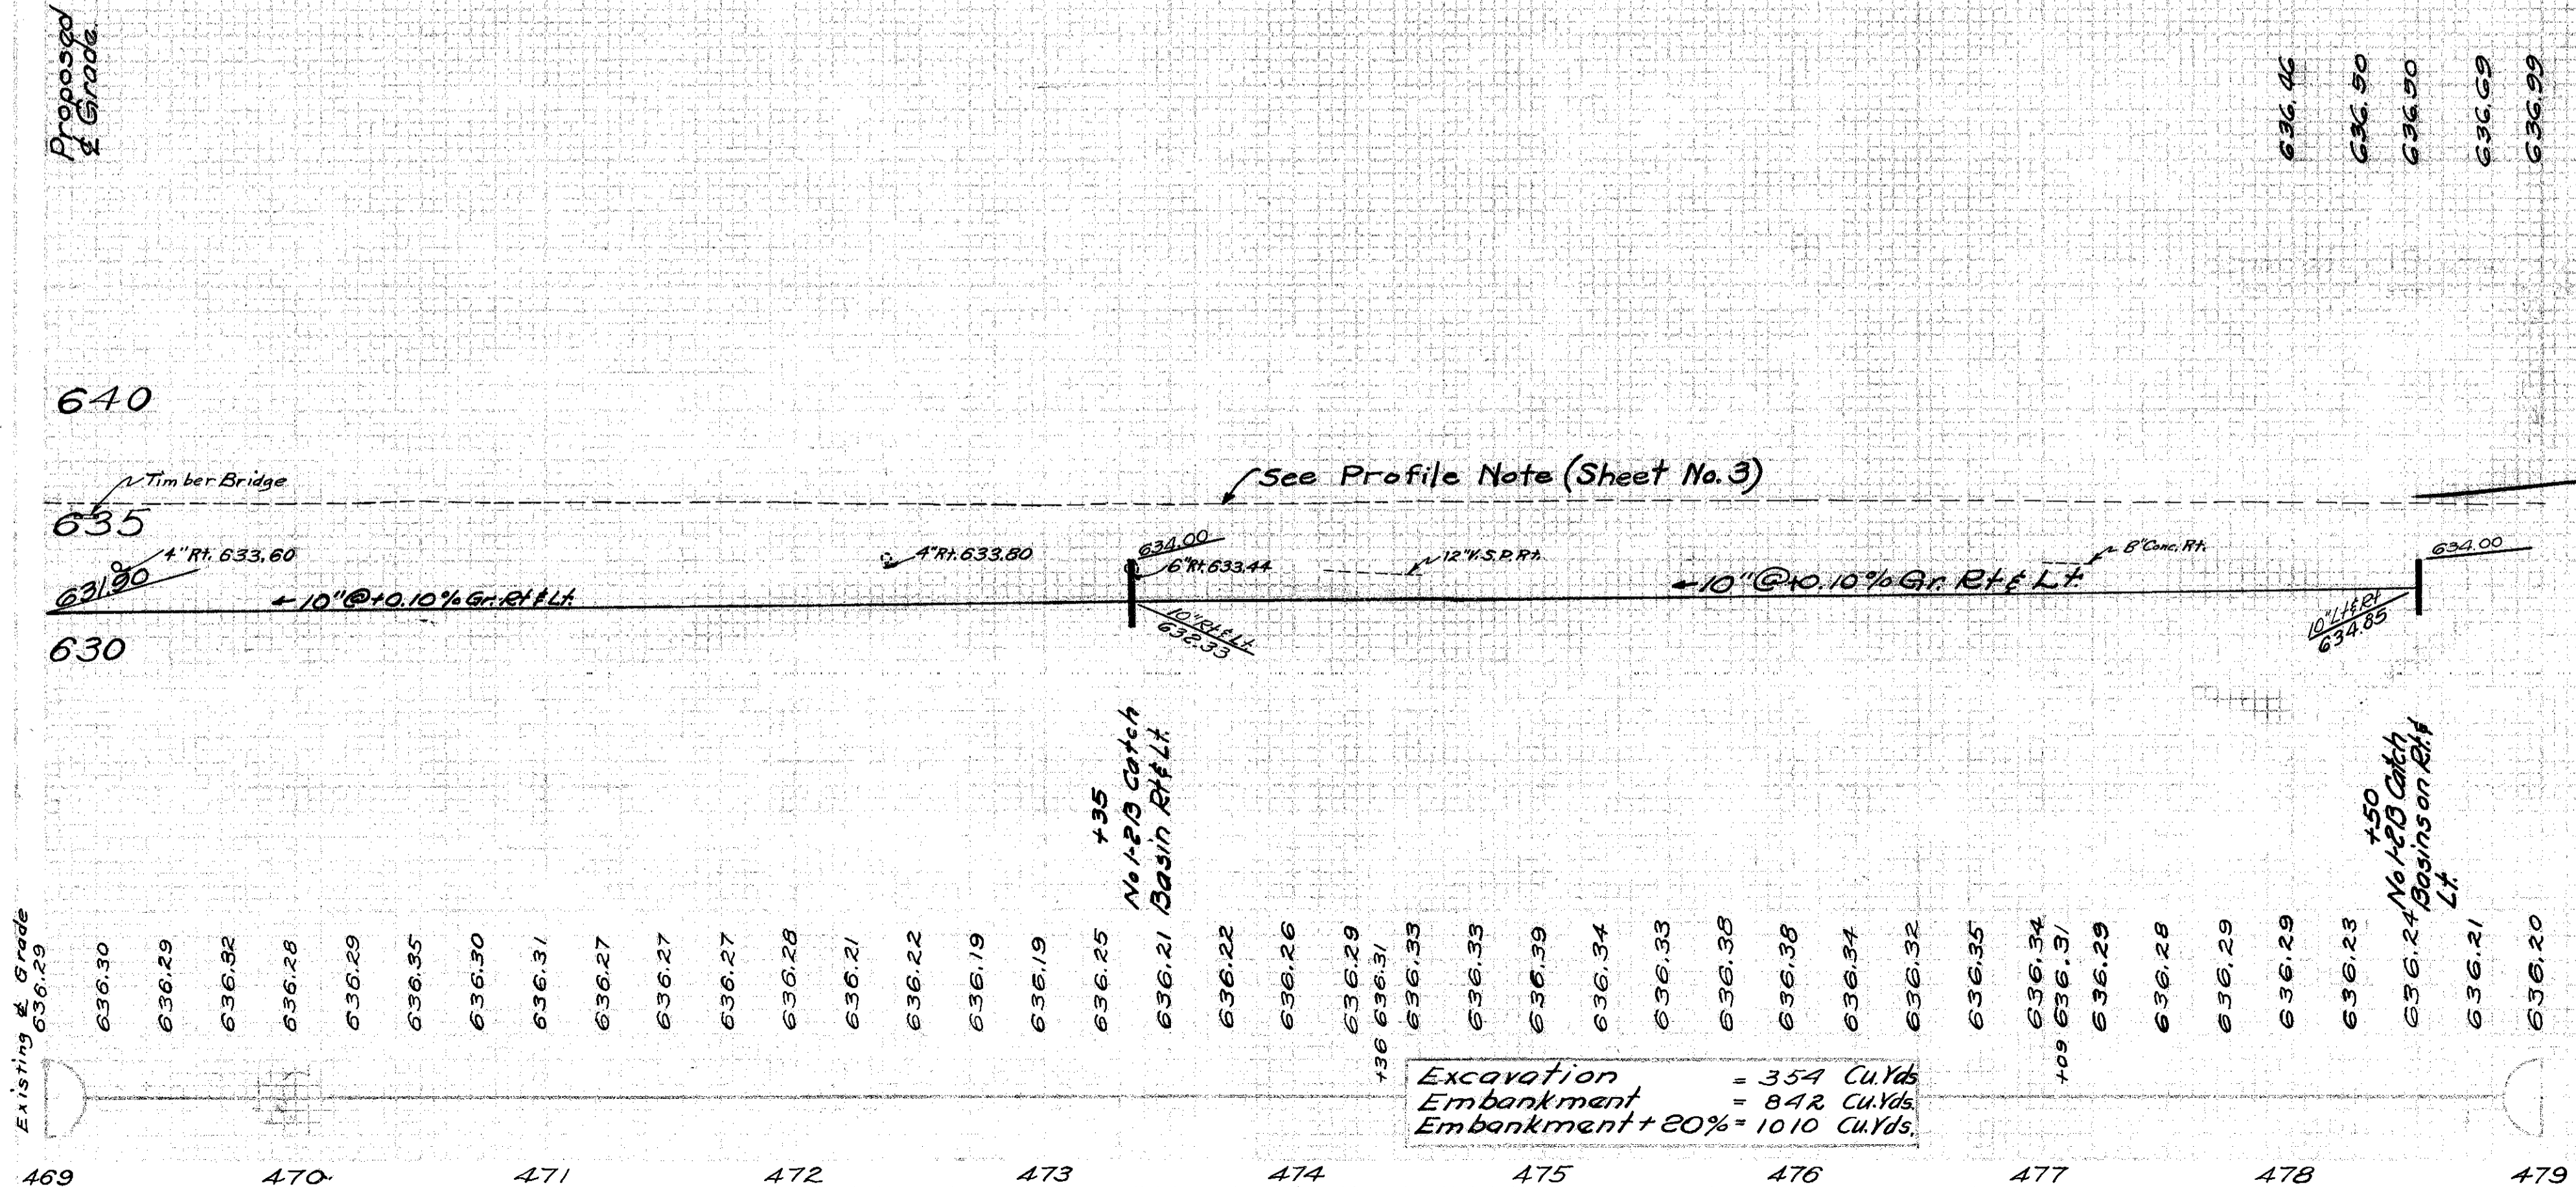 Proposed
℄ Grade
636.46
636.50
636.50
636.69
636.99
640
Timber Bridge
See Profile Note (Sheet No. 3)
635
4" Rt. 633.60
4" Rt. 633.80
634.00
6" Rt. 633.44
12" V.S.P. Rt.
8" Conc. Rt.
634.00
631.90
←10"@+0.10% Gr. Rt & Lt.
←10"@+0.10% Gr. Rt & Lt.
10" Rt & Lt.
632.33
10" Lt & Rt
634.85
630
+35
No 1-2B Catch
Basin Rt & Lt.
+50
No 1-2B Catch
Basins on Rt. &
Lt.
Existing ℄ Grade
636.29
636.30
636.29
636.32
636.28
636.29
636.35
636.30
636.31
636.27
636.27
636.27
636.28
636.21
636.22
636.19
636.19
636.25
636.21
636.22
636.26
636.29
+36 636.31
636.33
636.33
636.39
636.34
636.33
636.38
636.38
636.34
636.32
636.35
636.34
+09 636.31
636.29
636.28
636.29
636.29
636.23
636.24
636.21
636.20
Excavation = 354 Cu.Yds
Embankment = 842 Cu.Yds.
Embankment + 20% = 1010 Cu.Yds.
469 470 471 472 473 474 475 476 477 478 479